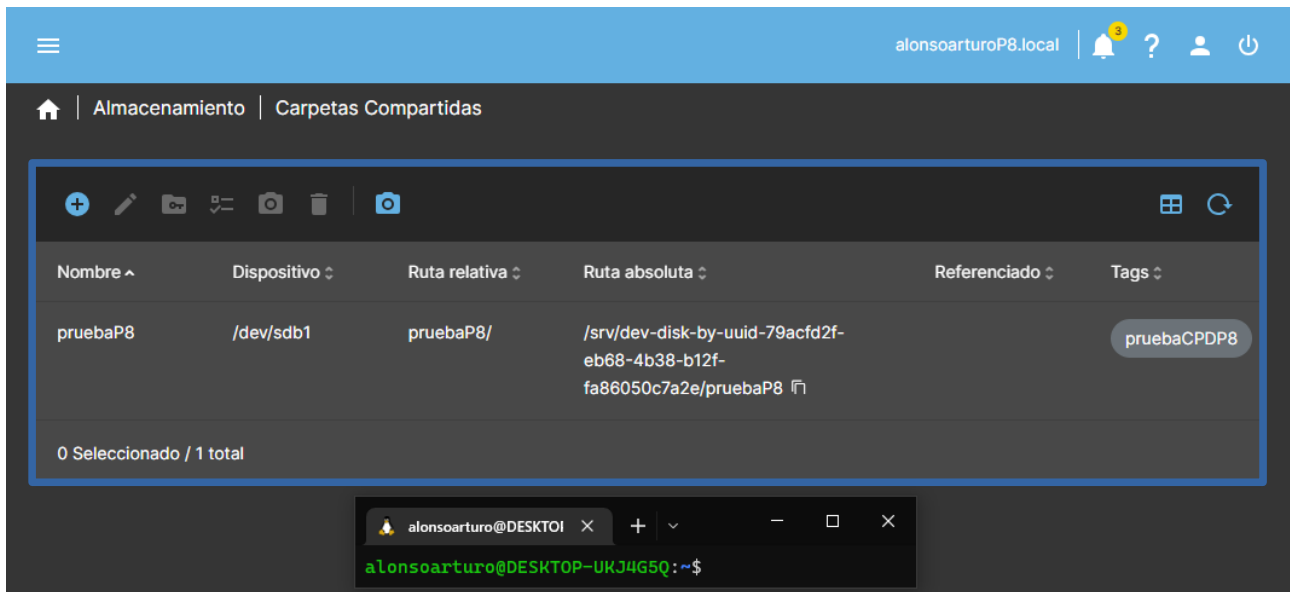 alonsoarturoP8.local 3 ?
Almacenamiento | Carpetas Compartidas
Nombre Dispositivo Ruta relativa Ruta absoluta Referenciado Tags
pruebaP8 /dev/sdb1 pruebaP8/ /srv/dev-disk-by-uuid-79acfd2f- pruebaCPDP8
eb68-4b38-b12f-
fa86050c7a2e/pruebaP8
0 Seleccionado / 1 total
alonsoarturo@DESKTOI
alonsoarturo@DESKTOP-UKJ4G5Q:~$